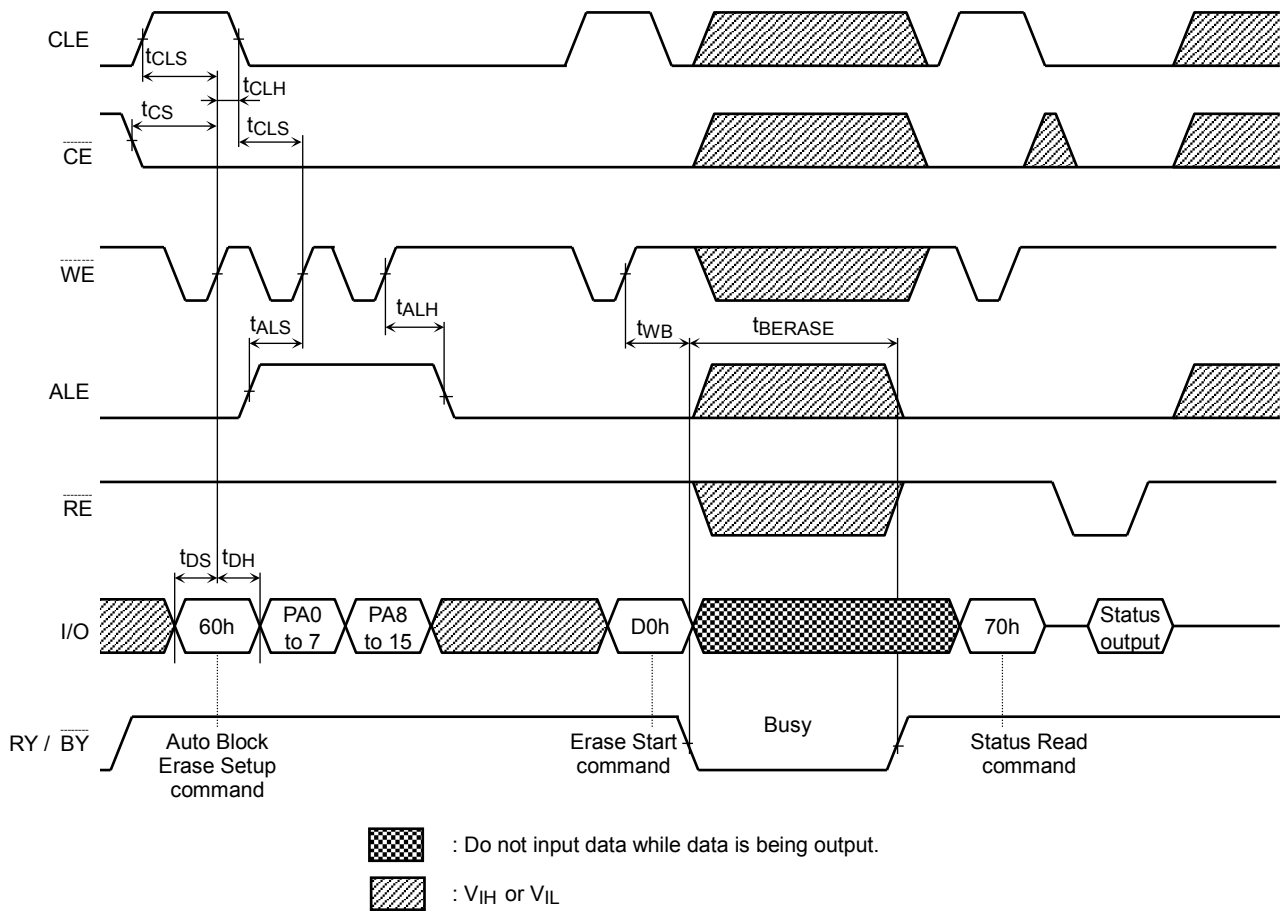 CLE
tCLS
tCLH
tCS
tCLS
CE
WE
tALH
tALS
tWB
tBERASE
ALE
RE
tDS
tDH
I/O
60h
PA0
to 7
PA8
to 15
D0h
70h
Status
output
RY / BY
Busy
Auto Block
Erase Setup
command
Erase Start
command
Status Read
command
: Do not input data while data is being output.
: VIH or VIL